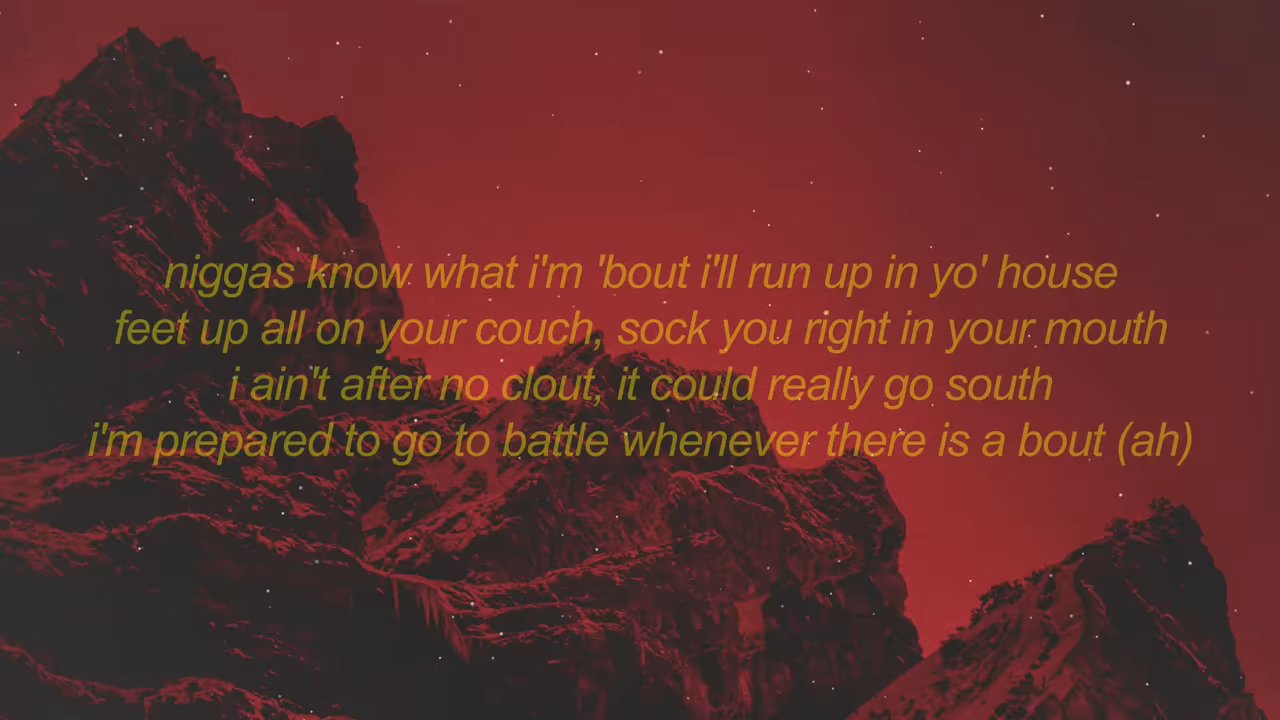 niggas know what i'm 'bout i'll run up in yo' house
feet up all on your couch, sock you right in your mouth
i ain't after no clout, it could really go south
i'm prepared to go to battle whenever there is a bout (ah)